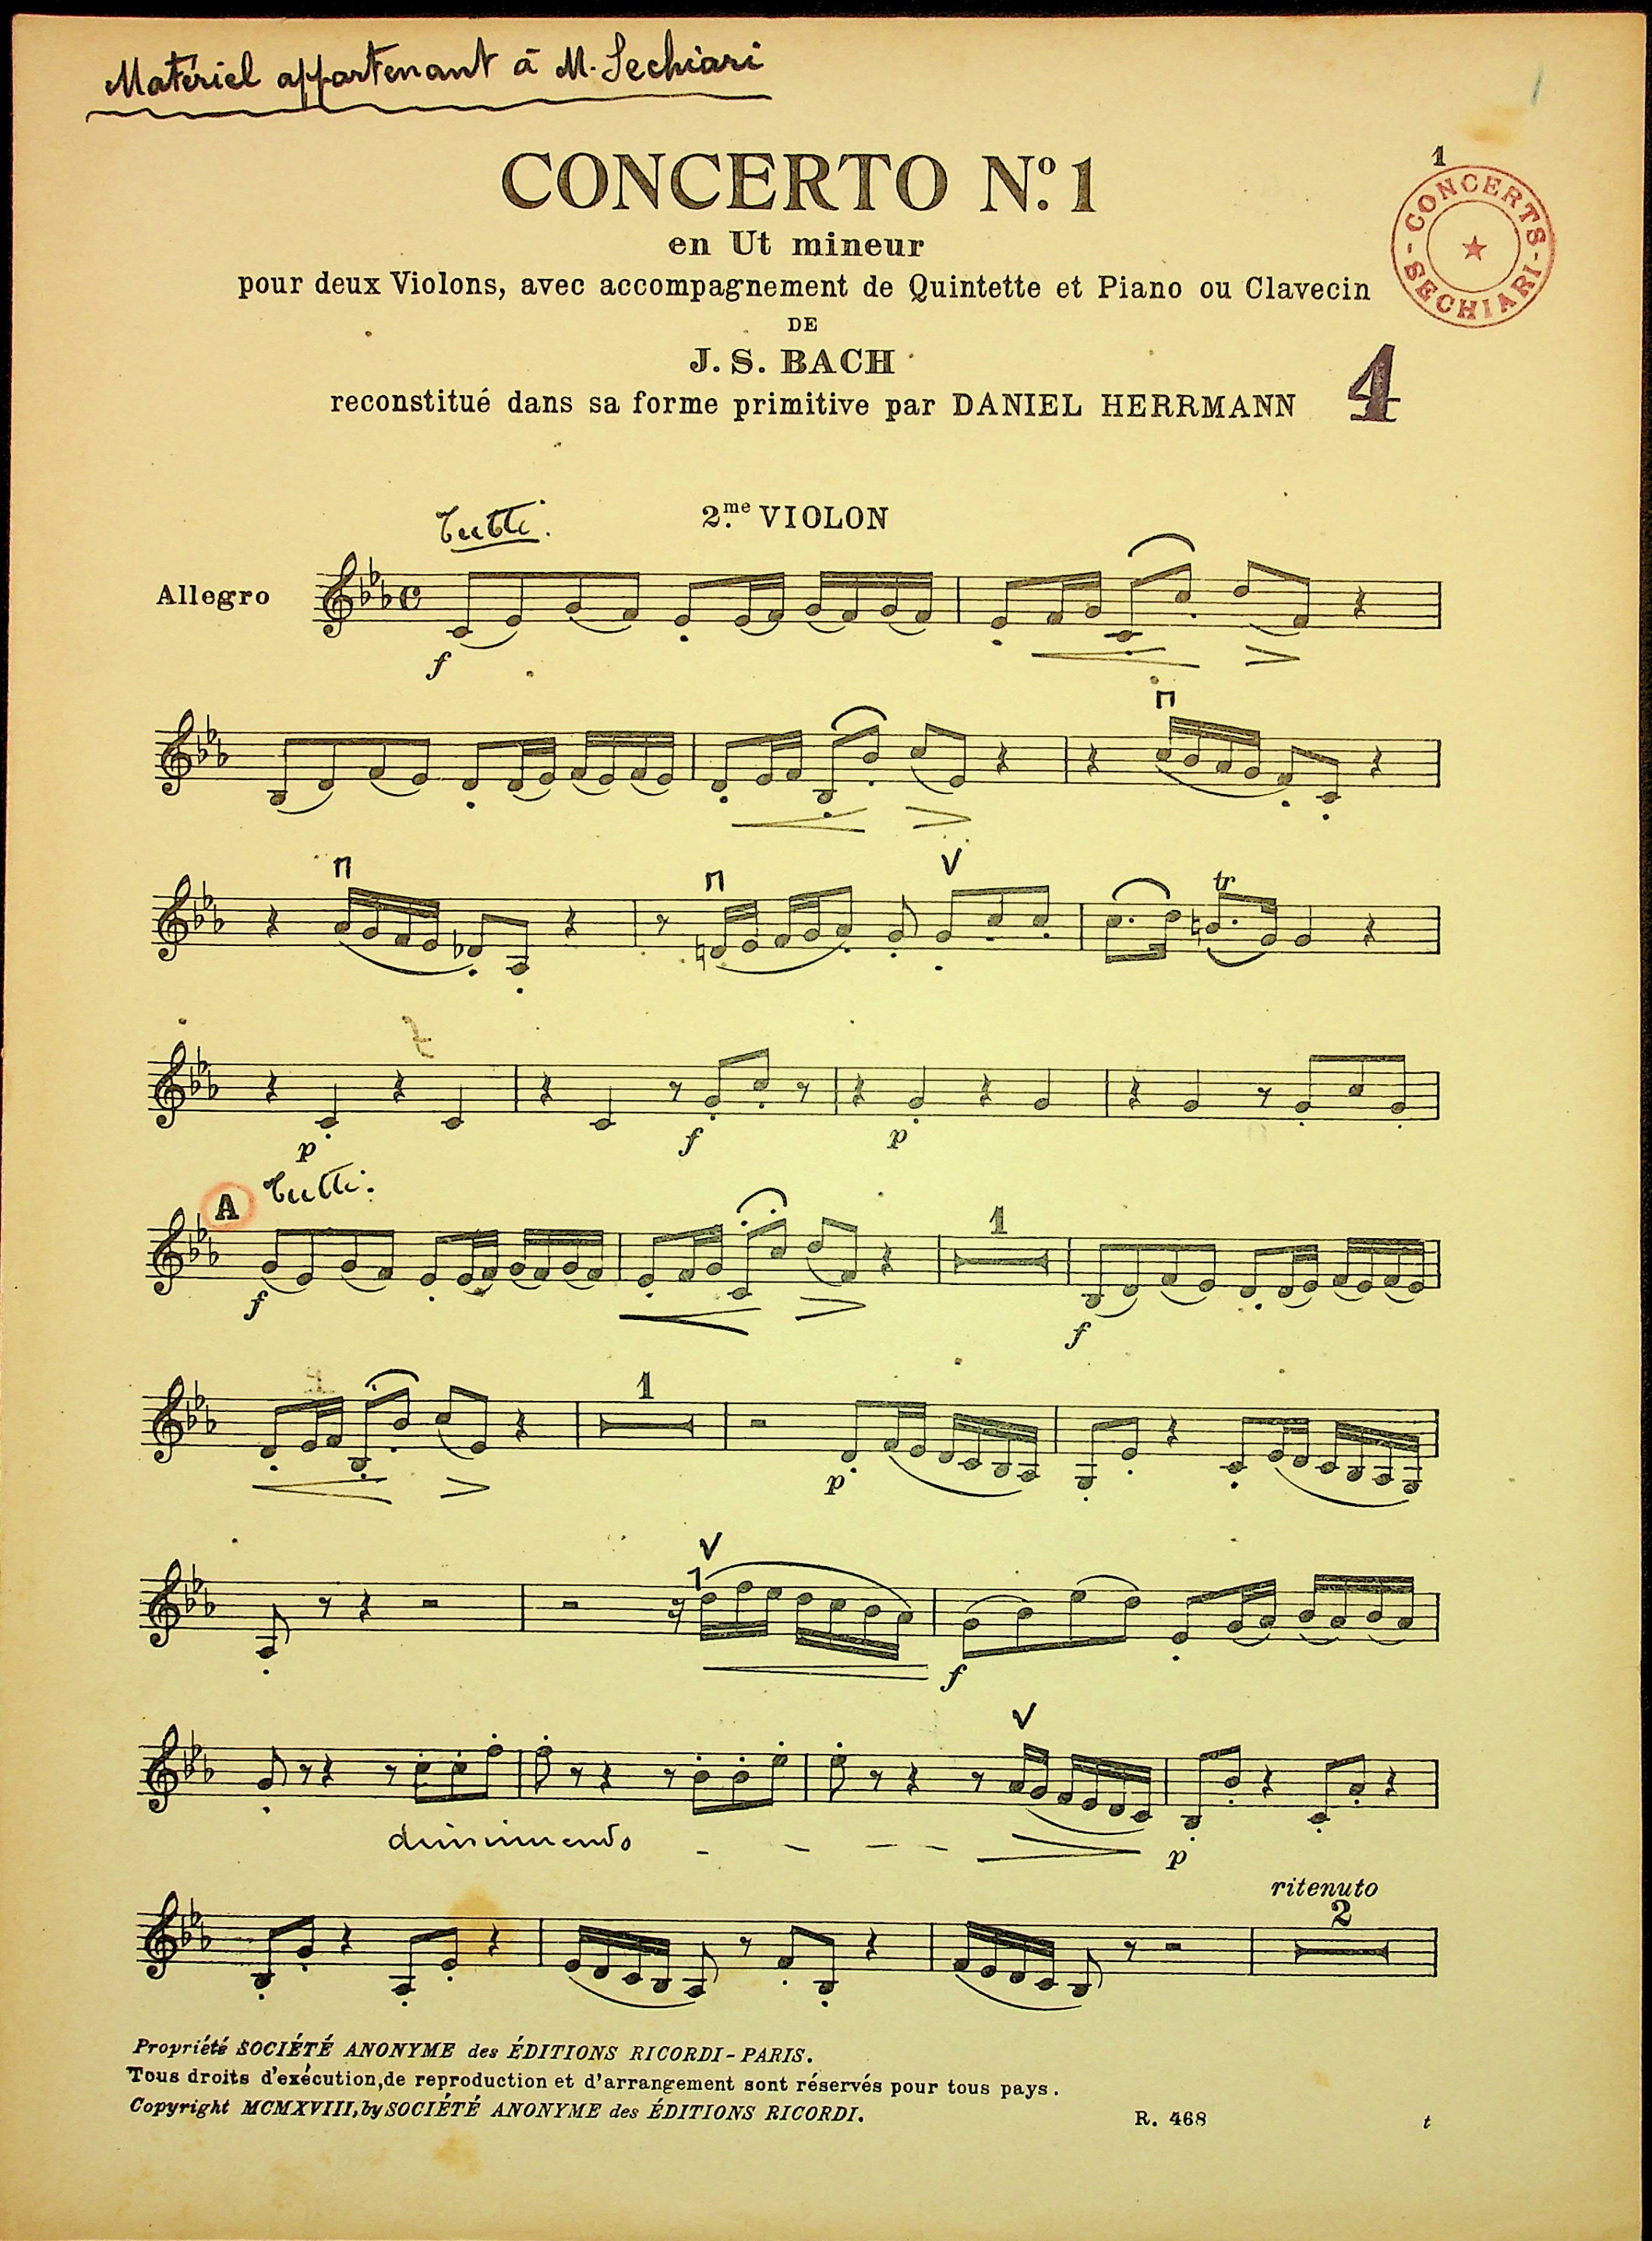 Matériel appartenant à M. Sechiari
1
CONCERTO Nº. 1
CONCERTS SECHIARI
en Ut mineur
pour deux Violons, avec accompagnement de Quintette et Piano ou Clavecin
DE
J. S. BACH
4
reconstitué dans sa forme primitive par DANIEL HERRMANN
Tutti.
2.me VIOLON
Allegro
f
tr
p f p
A Tutti.
1
f f
1
p
1
f
diminuendo - - - -
p
ritenuto
2
Propriété SOCIÉTÉ ANONYME des ÉDITIONS RICORDI - PARIS.
Tous droits d'exécution, de reproduction et d'arrangement sont réservés pour tous pays.
Copyright MCMXVIII, by SOCIÉTÉ ANONYME des ÉDITIONS RICORDI.
R. 468
t